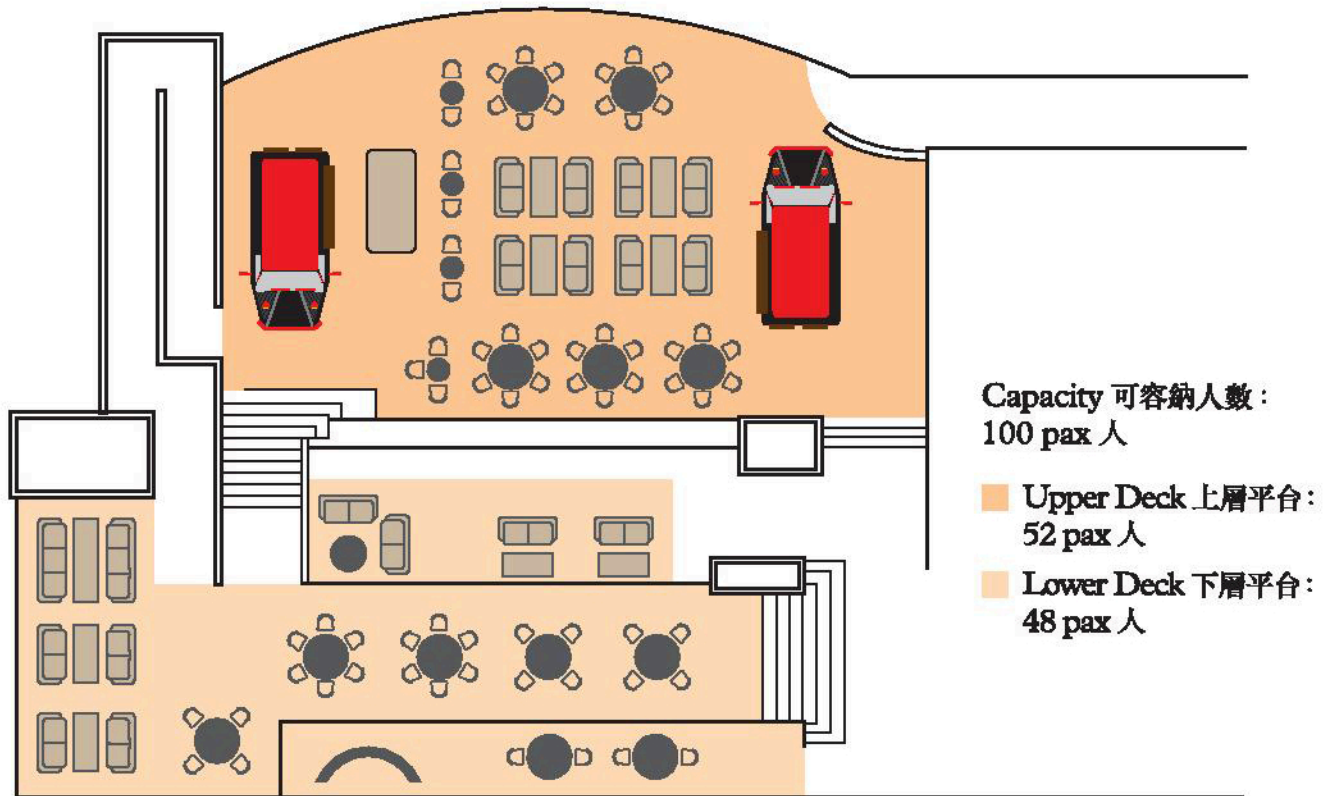 Capacity 可容納人數：
100 pax 人
Upper Deck 上層平台：
52 pax 人
Lower Deck 下層平台：
48 pax 人